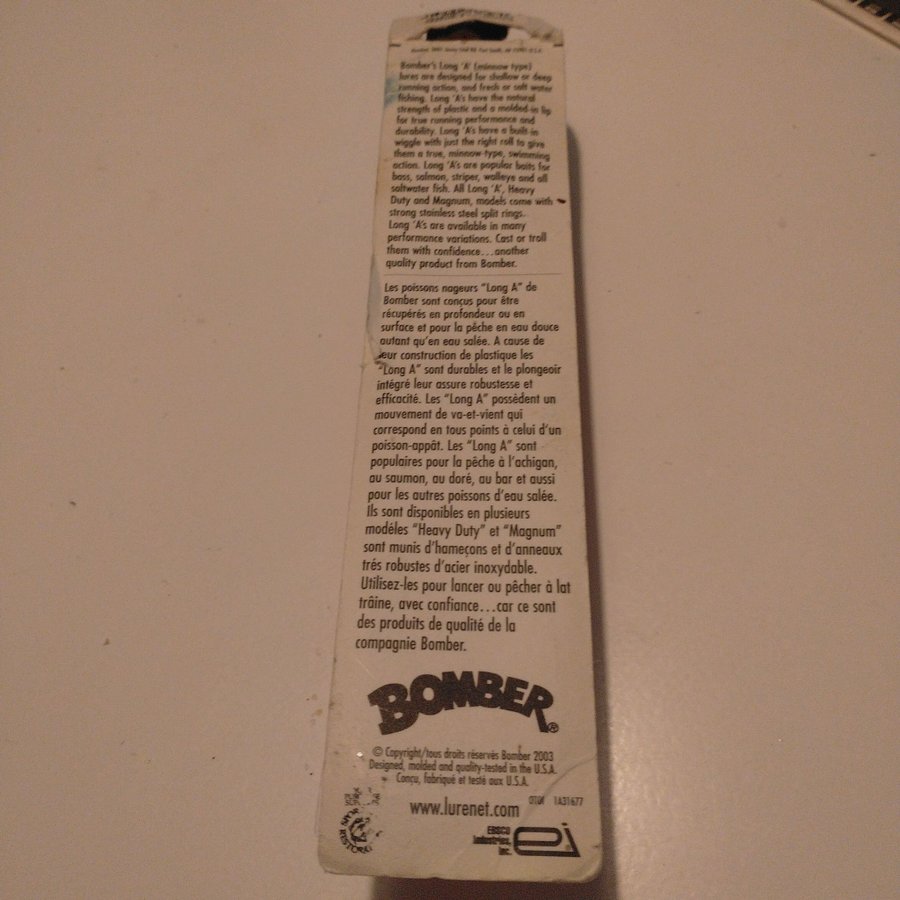 Bomber's Long 'A' (minnow type)
lures are designed for shallow or deep
running action, and fresh or salt water
fishing. Long 'A's have the natural
strength of plastic and a molded-in lip
for true running performance and
durability. Long 'A's have a built-in
wiggle with just the right roll to give
them a true, minnow-type, swimming
action. Long 'A's are popular baits for
bass, salmon, striper, walleye and all
saltwater fish. All Long 'A', Heavy
Duty and Magnum, models come with
strong stainless steel split rings.
Long 'A's are available in many
performance variations. Cast or troll
them with confidence...another
quality product from Bomber.
Les poissons nageurs "Long A" de
Bomber sont conçus pour être
récupérés en profondeur ou en
surface et pour la pêche en eau douce
autant qu'en eau salée. A cause de
leur construction de plastique les
"Long A" sont durables et le plongeoir
intégré leur assure robustesse et
efficacité. Les "Long A" possèdent un
mouvement de va-et-vient qui
correspond en tous points à celui d'un
poisson-appât. Les "Long A" sont
populaires pour la pêche à l'achigan,
au saumon, au doré, au bar et aussi
pour les autres poissons d'eau salée.
Ils sont disponibles en plusieurs
modéles "Heavy Duty" et "Magnum"
sont munis d'hameçons et d'anneaux
trés robustes d'acier inoxydable.
Utilisez-les pour lancer ou pêcher à lat
trâine, avec confiance...car ce sont
des produits de qualité de la
compagnie Bomber.
BOMBER®
© Copyright/tous droits réservés Bomber 2003
Designed, molded and quality-tested in the U.S.A.
Conçu, fabriqué et testé aux U.S.A.
www.lurenet.com
1A31677
EBSCO
Industries,
Inc.
ei